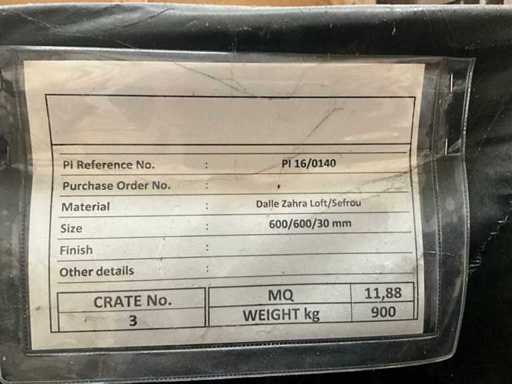 PI Reference No. : PI 16/0140
Purchase Order No. :
Material : Dalle Zahra Loft/Sefrou
Size : 600/600/30 mm
Finish :
Other details :
CRATE No. MQ 11,88
3 WEIGHT kg 900